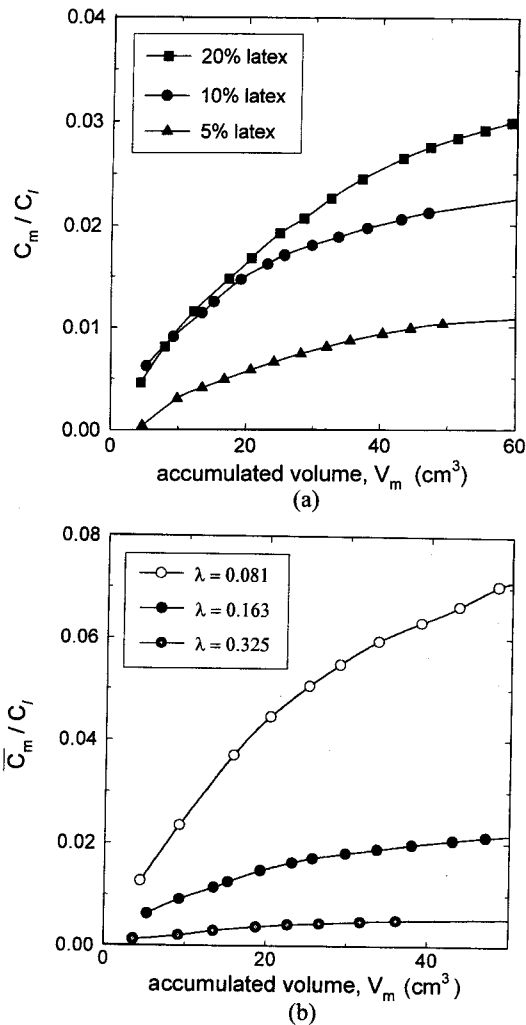 0.04
20% latex
10% latex
0.03
5% latex
C_m / C_l
0.02
0.01
0.00
0 20 40 60
accumulated volume, V_m (cm³)
(a)
0.08
λ = 0.081
λ = 0.163
0.06
λ = 0.325
C̅_m / C_l
0.04
0.02
0.00
0 20 40
accumulated volume, V_m (cm³)
(b)